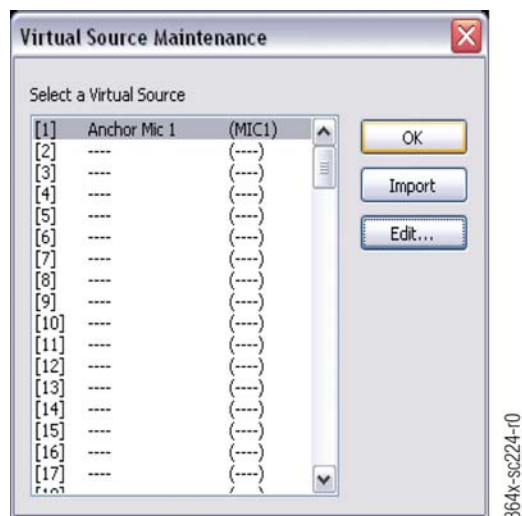 Virtual Source Maintenance
Select a Virtual Source
[1] Anchor Mic 1 (MIC1)
[2] ---- (----)
[3] ---- (----)
[4] ---- (----)
[5] ---- (----)
[6] ---- (----)
[7] ---- (----)
[8] ---- (----)
[9] ---- (----)
[10] ---- (----)
[11] ---- (----)
[12] ---- (----)
[13] ---- (----)
[14] ---- (----)
[15] ---- (----)
[16] ---- (----)
[17] ---- (----)
OK
Import
Edit...
864x-sc224-r0